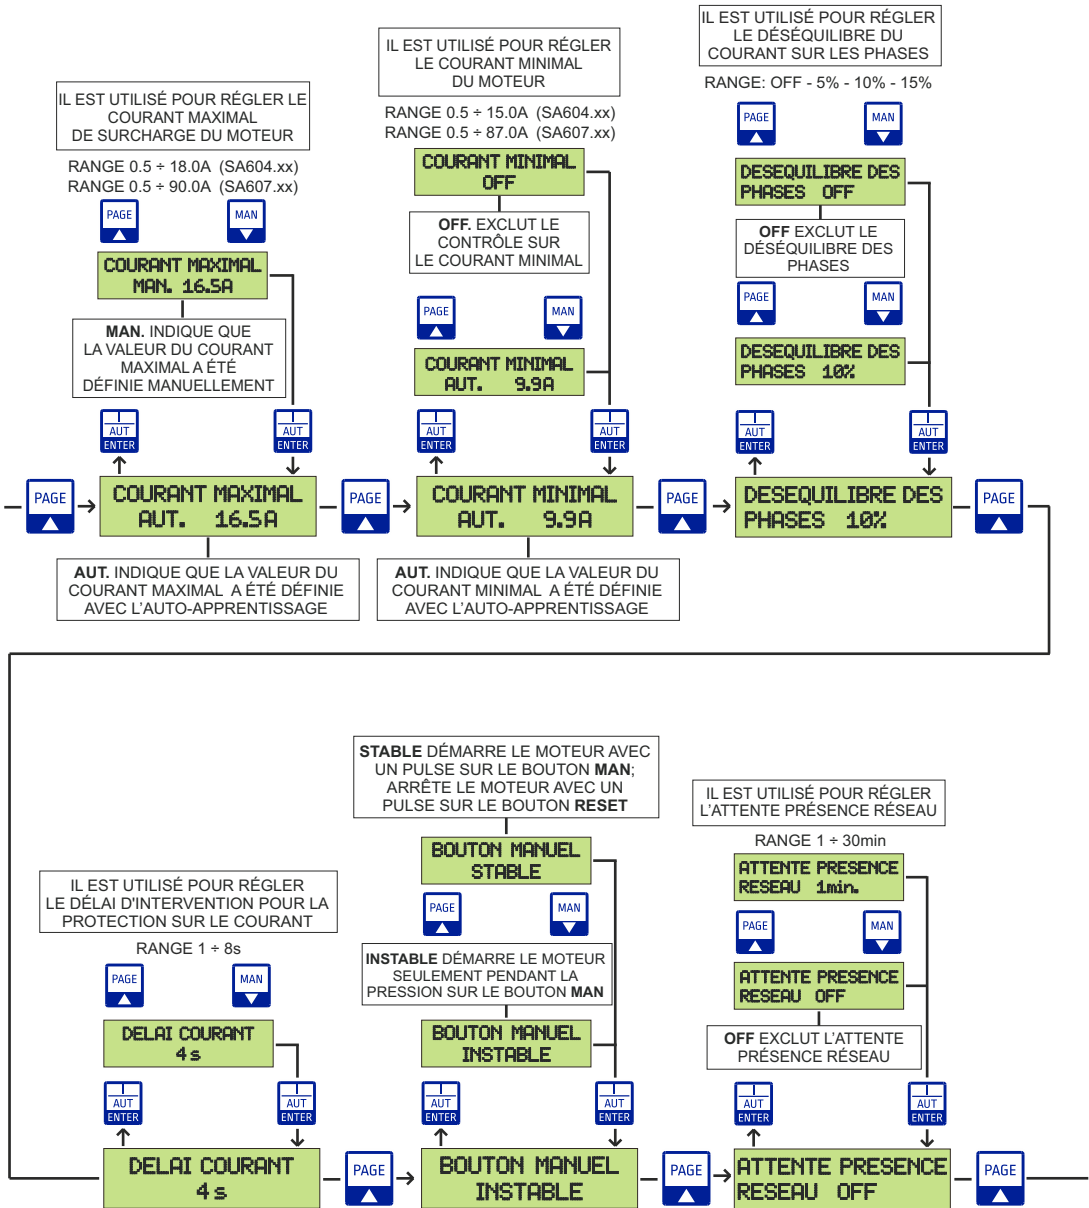 IL EST UTILISÉ POUR RÉGLER LE
COURANT MAXIMAL
DE SURCHARGE DU MOTEUR
RANGE 0.5 ÷ 18.0A (SA604.xx)
RANGE 0.5 ÷ 90.0A (SA607.xx)
PAGE
MAN
COURANT MAXIMAL
MAN. 16.5A
MAN. INDIQUE QUE
LA VALEUR DU COURANT
MAXIMAL A ÉTÉ
DÉFINIE MANUELLEMENT
AUT
ENTER
AUT
ENTER
PAGE
COURANT MAXIMAL
AUT. 16.5A
AUT. INDIQUE QUE LA VALEUR DU
COURANT MAXIMAL A ÉTÉ DÉFINIE
AVEC L'AUTO-APPRENTISSAGE
IL EST UTILISÉ POUR RÉGLER
LE COURANT MINIMAL
DU MOTEUR
RANGE 0.5 ÷ 15.0A (SA604.xx)
RANGE 0.5 ÷ 87.0A (SA607.xx)
COURANT MINIMAL
OFF
OFF. EXCLUT LE
CONTRÔLE SUR
LE COURANT MINIMAL
PAGE
MAN
COURANT MINIMAL
AUT. 9.9A
AUT
ENTER
AUT
ENTER
PAGE
COURANT MINIMAL
AUT. 9.9A
AUT. INDIQUE QUE LA VALEUR DU
COURANT MINIMAL A ÉTÉ DÉFINIE
AVEC L'AUTO-APPRENTISSAGE
IL EST UTILISÉ POUR RÉGLER
LE DÉSÉQUILIBRE DU
COURANT SUR LES PHASES
RANGE: OFF - 5% - 10% - 15%
PAGE
MAN
DESEQUILIBRE DES
PHASES OFF
OFF EXCLUT LE
DÉSÉQUILIBRE DES
PHASES
PAGE
MAN
DESEQUILIBRE DES
PHASES 10%
AUT
ENTER
AUT
ENTER
PAGE
DESEQUILIBRE DES
PHASES 10%
PAGE
IL EST UTILISÉ POUR RÉGLER
LE DÉLAI D'INTERVENTION POUR LA
PROTECTION SUR LE COURANT
RANGE 1 ÷ 8s
PAGE
MAN
DELAI COURANT
4 s
AUT
ENTER
AUT
ENTER
DELAI COURANT
4 s
PAGE
STABLE DÉMARRE LE MOTEUR AVEC
UN PULSE SUR LE BOUTON MAN;
ARRÊTE LE MOTEUR AVEC UN
PULSE SUR LE BOUTON RESET
BOUTON MANUEL
STABLE
PAGE
MAN
INSTABLE DÉMARRE LE MOTEUR
SEULEMENT PENDANT LA
PRESSION SUR LE BOUTON MAN
BOUTON MANUEL
INSTABLE
AUT
ENTER
AUT
ENTER
BOUTON MANUEL
INSTABLE
PAGE
IL EST UTILISÉ POUR RÉGLER
L'ATTENTE PRÉSENCE RÉSEAU
RANGE 1 ÷ 30min
ATTENTE PRESENCE
RESEAU 1min.
PAGE
MAN
ATTENTE PRESENCE
RESEAU OFF
OFF EXCLUT L'ATTENTE
PRÉSENCE RÉSEAU
AUT
ENTER
AUT
ENTER
ATTENTE PRESENCE
RESEAU OFF
PAGE